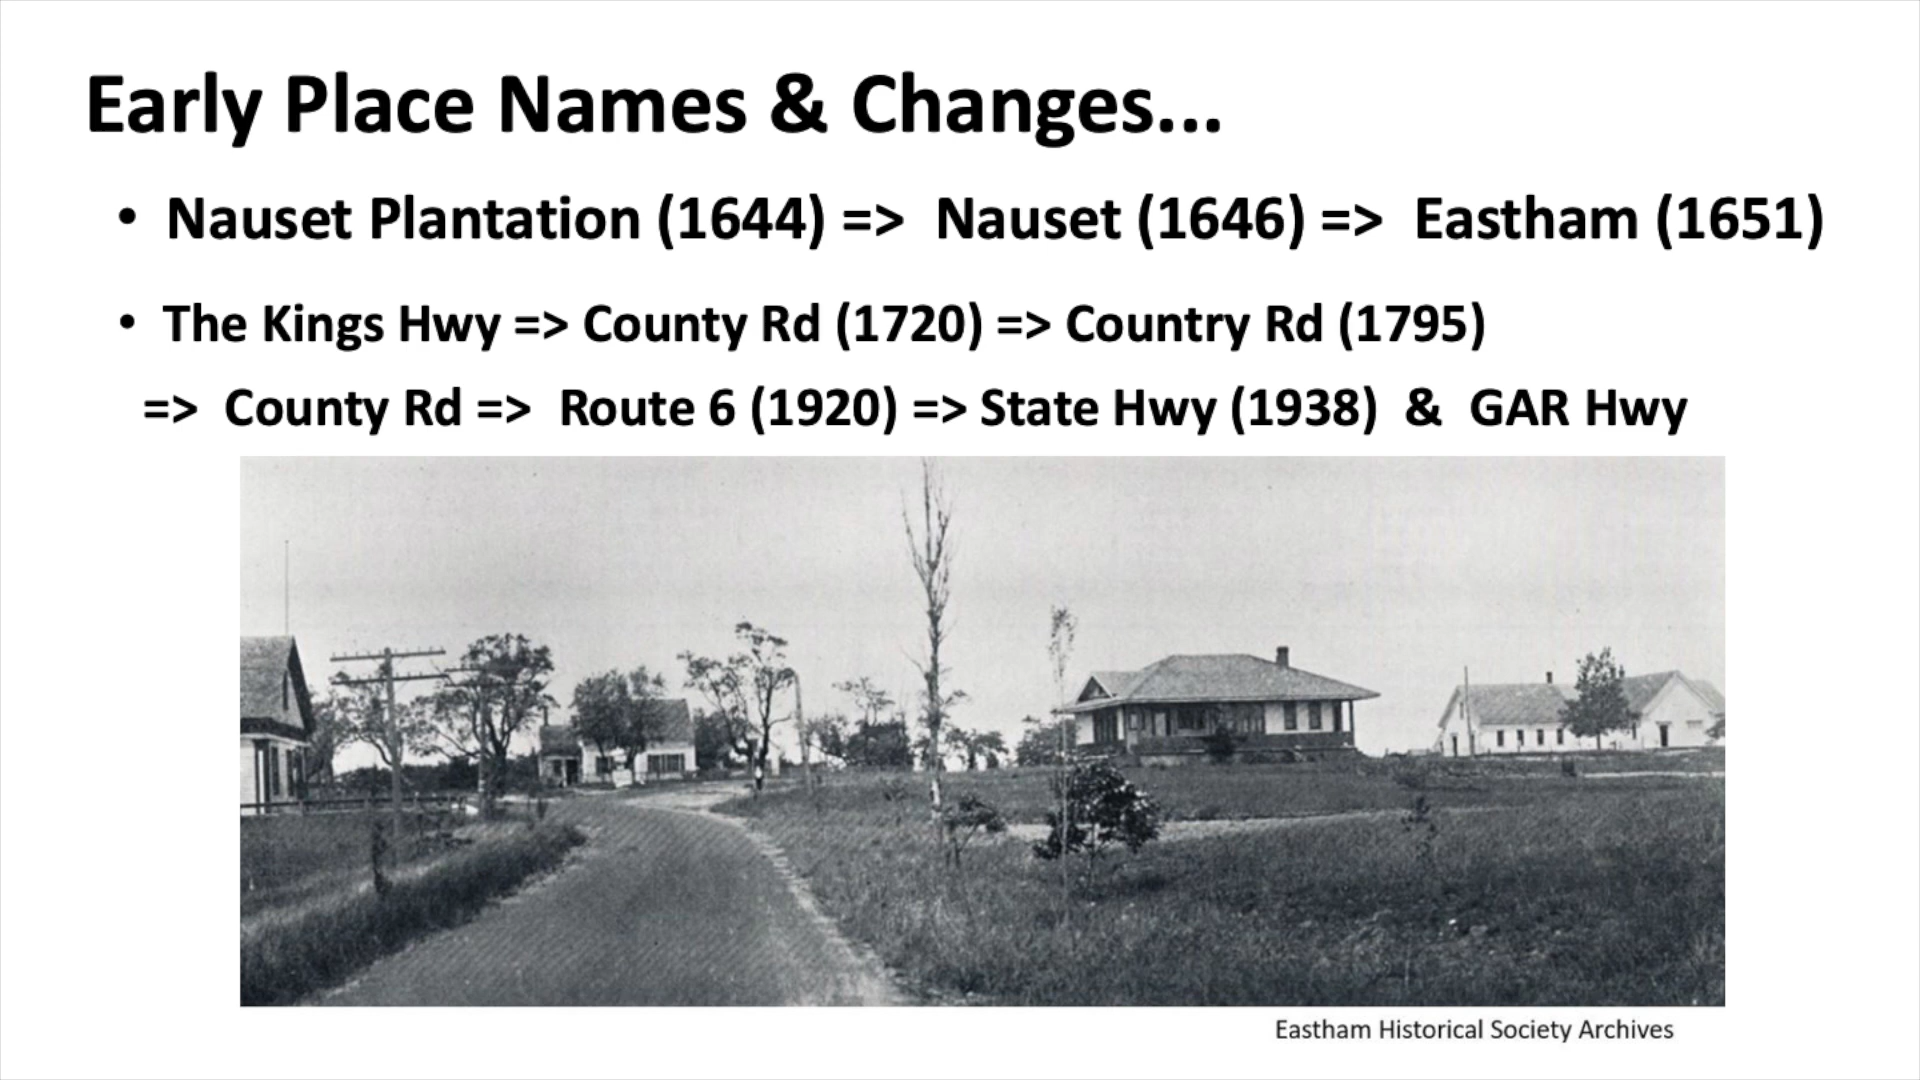 Early Place Names & Changes...
• Nauset Plantation (1644) => Nauset (1646) => Eastham (1651)
• The Kings Hwy => County Rd (1720) => Country Rd (1795)
=> County Rd => Route 6 (1920) => State Hwy (1938) & GAR Hwy
Eastham Historical Society Archives